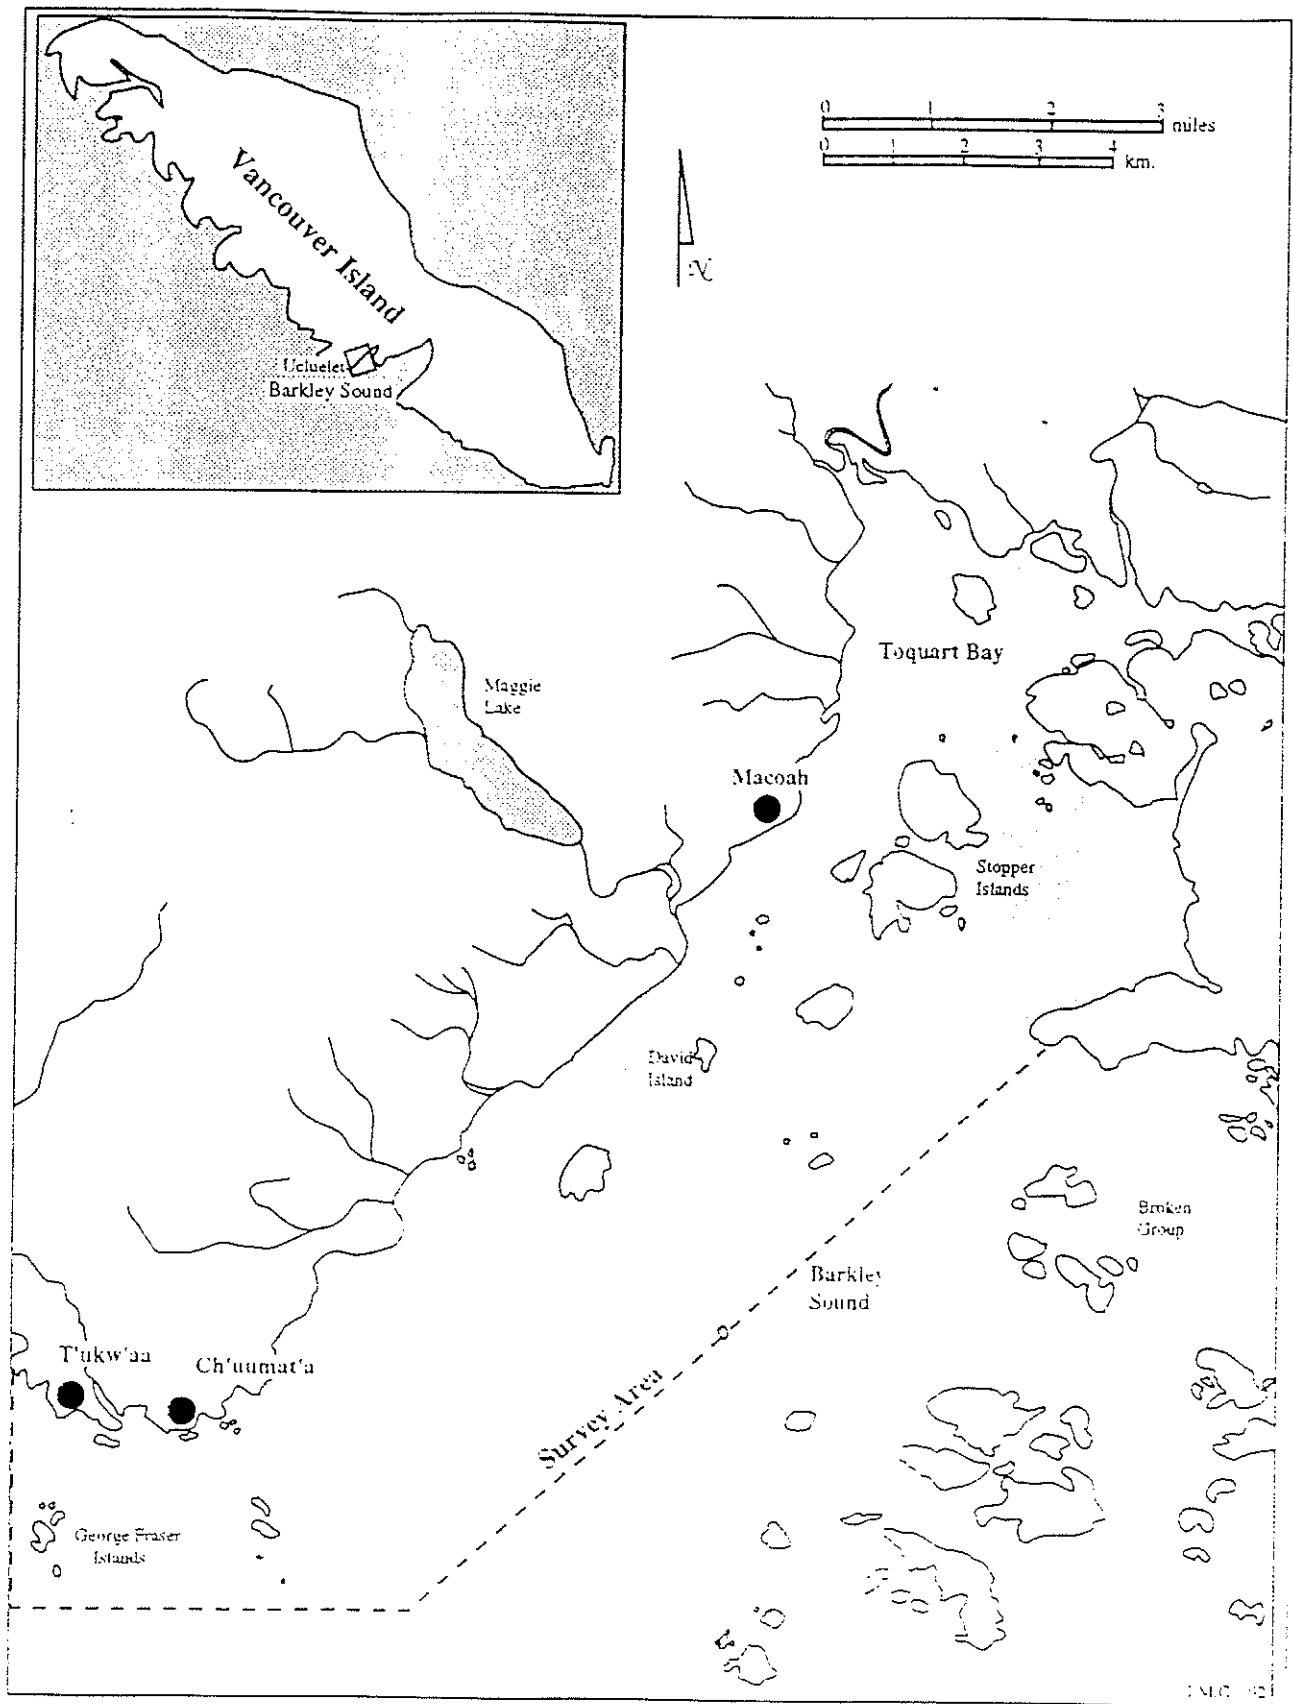 Vancouver Island
Ucluelet
Barkley Sound
0 1 2 3
miles
0 1 2 3 4
km.
N
Toquart Bay
Maggie
Lake
Macoah
Stopper
Islands
David
Island
Broken
Group
Barkley
Sound
T'ukw'aa
Ch'uumat'a
Survey Area
George Fraser
Islands